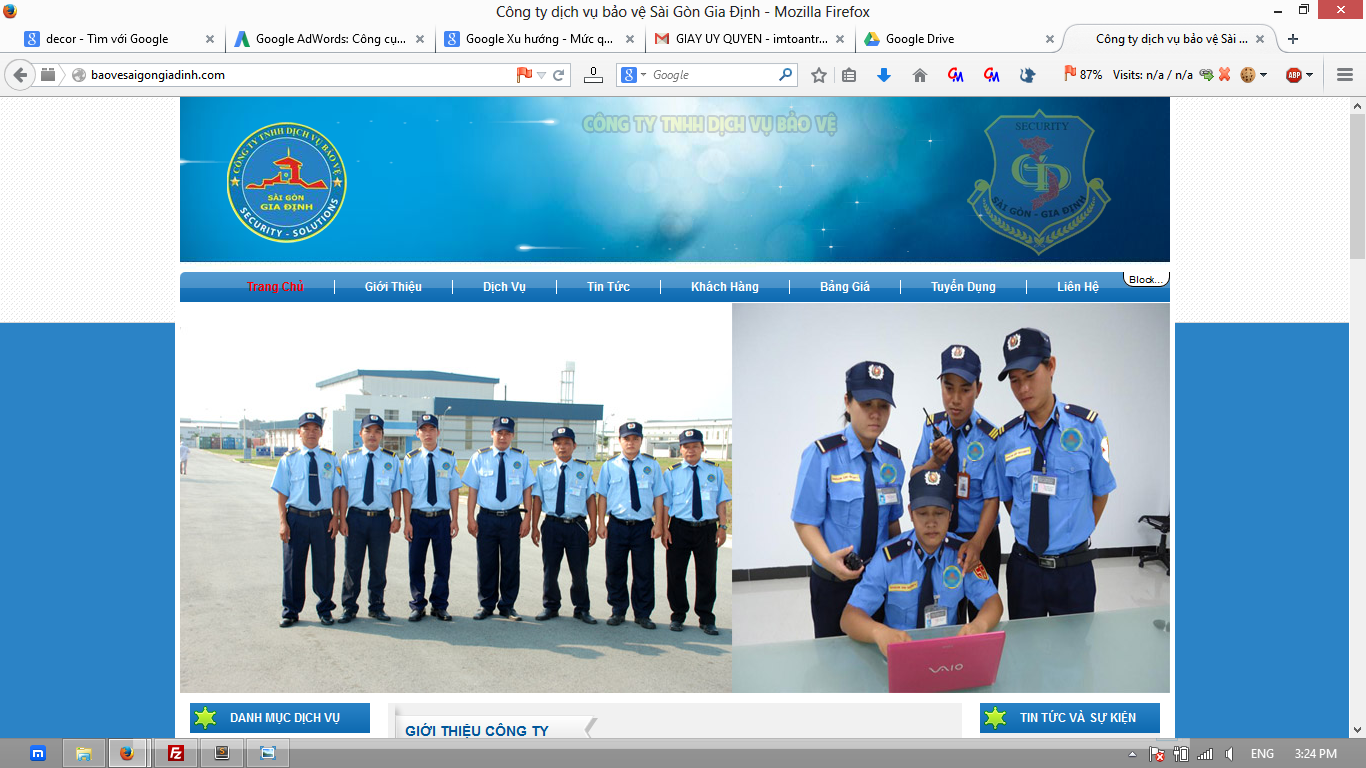 Công ty dịch vụ bảo vệ Sài Gòn Gia Định - Mozilla Firefox
decor - Tìm với Google
Google AdWords: Công cụ...
Google Xu hướng - Mức q...
GIAY UY QUYEN - imtoantr...
Google Drive
Công ty dịch vụ bảo vệ Sài ...
baovesaigongiadinh.com
0
Google
87%
Visits: n/a / n/a
ABP
CÔNG TY TNHH DỊCH VỤ BẢO VỆ
SÀI GÒN
GIA ĐỊNH
SECURITY - SOLUTIONS
CÔNG TY TNHH DỊCH VỤ BẢO VỆ
SECURITY
GD
SÀI GÒN - GIA ĐỊNH
Block...
Trang Chủ
Giới Thiệu
Dịch Vụ
Tin Tức
Khách Hàng
Bảng Giá
Tuyển Dụng
Liên Hệ
VAIO
DANH MỤC DỊCH VỤ
GIỚI THIỆU CÔNG TY
TIN TỨC VÀ SỰ KIỆN
ENG
3:24 PM